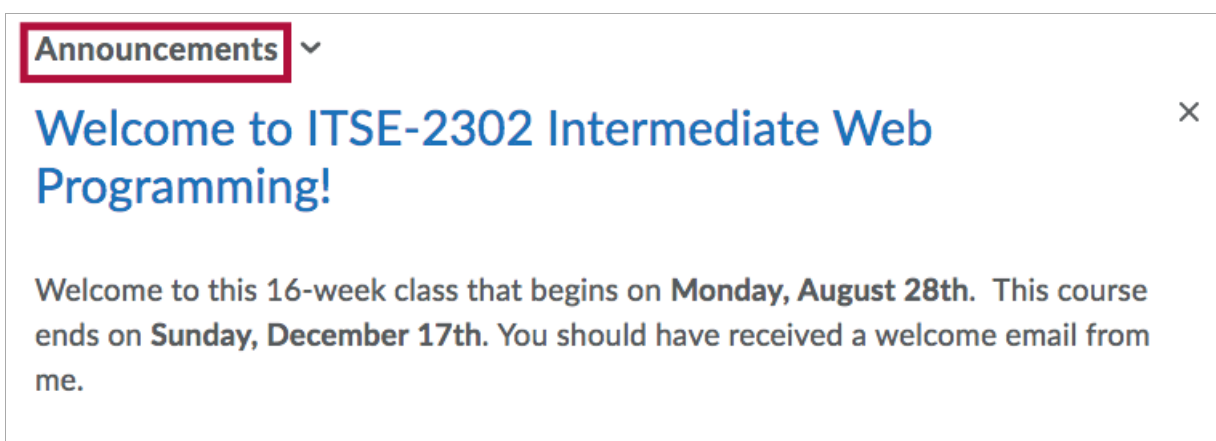 Announcements
Welcome to ITSE-2302 Intermediate Web
Programming!
Welcome to this 16-week class that begins on Monday, August 28th.  This course
ends on Sunday, December 17th. You should have received a welcome email from
me.